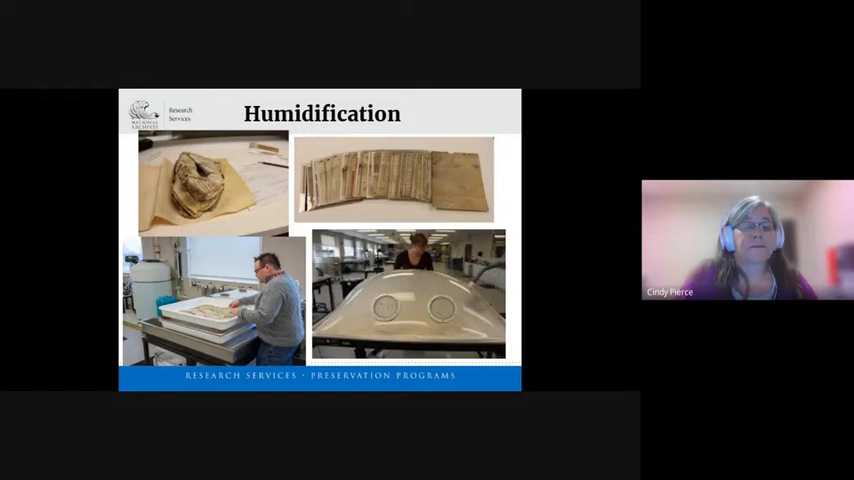 NATIONAL
ARCHIVES
Research
Services
Humidification
RESEARCH SERVICES · PRESERVATION PROGRAMS
Cindy Pierce